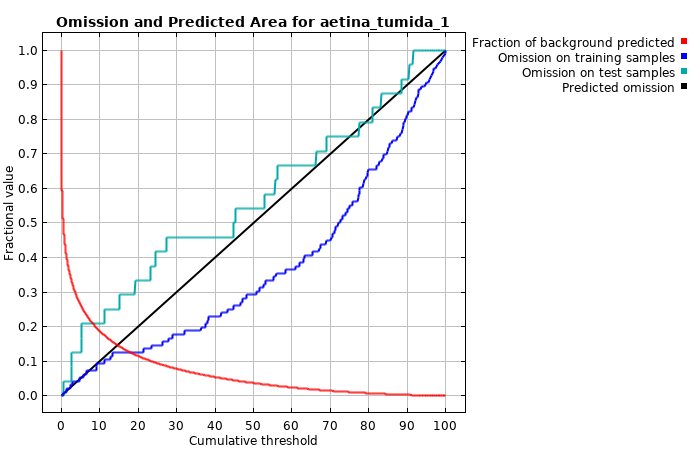 Omission and Predicted Area for aetina_tumida_1
Fraction of background predicted
Omission on training samples
Omission on test samples
Predicted omission
Fractional value
1.0
0.9
0.8
0.7
0.6
0.5
0.4
0.3
0.2
0.1
0.0
0 10 20 30 40 50 60 70 80 90 100
Cumulative threshold